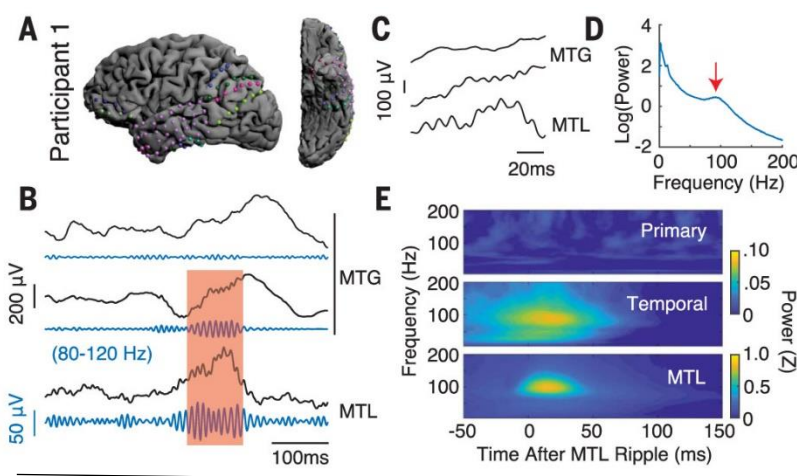 A
Participant 1
B
200 µV
MTG
(80-120 Hz)
50 µV
MTL
100ms
C
100 µV
MTG
MTL
20ms
D
Log(Power)
4
2
0
-2
0
100
200
Frequency (Hz)
E
Frequency (Hz)
200
100
Primary
200
100
Temporal
200
100
MTL
-50
0
50
100
150
Time After MTL Ripple (ms)
.10
.05
0
1.0
0.5
0
Power (Z)